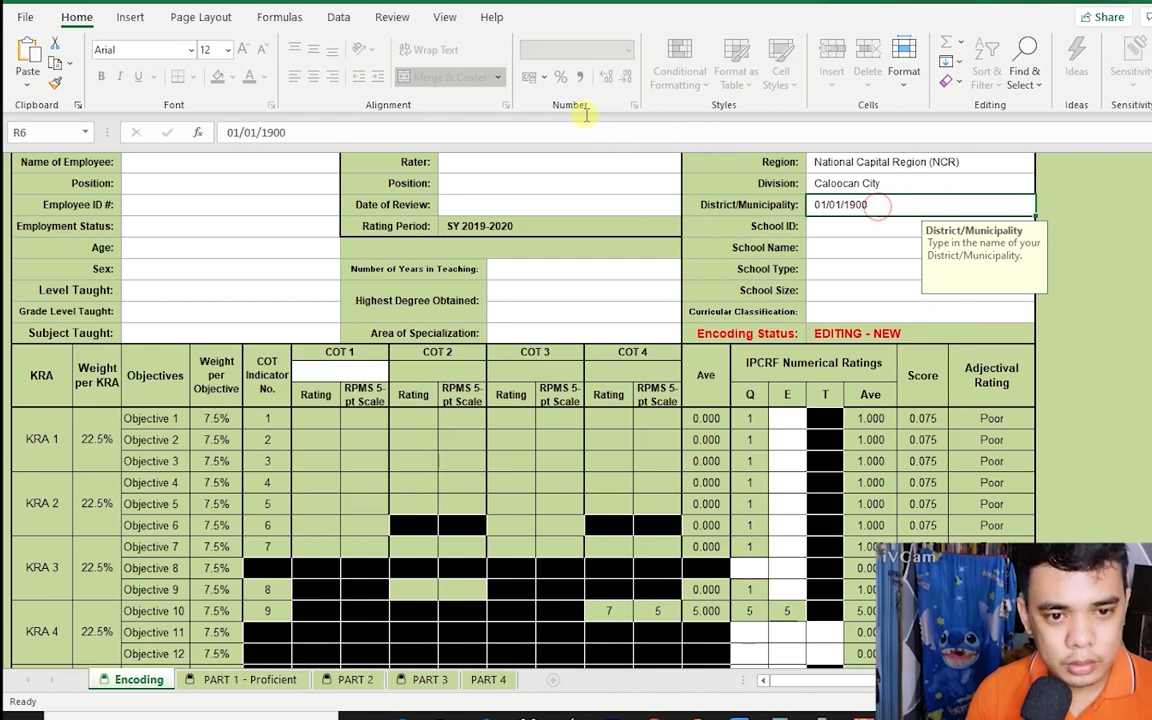 File Home Insert Page Layout Formulas Data Review View Help Share
Arial 12 Wrap Text
Paste B I U A Merge & Center % Conditional Formatting Format as Table Cell Styles Insert Delete Format Sort & Filter Find & Select Ideas Sensitivity
Clipboard Font Alignment Number Styles Cells Editing Ideas Sensitiv
R6 fx 01/01/1900
Name of Employee: Rater: Region: National Capital Region (NCR)
Position: Position: Division: Caloocan City
Employee ID #: Date of Review: District/Municipality: 01/01/1900
Employment Status: Rating Period: SY 2019-2020 School ID:
District/Municipality
Type in the name of your
District/Municipality.
Age: School Name:
Sex: Number of Years in Teaching: School Type:
Level Taught: Highest Degree Obtained: School Size:
Grade Level Taught: Curricular Classification:
Subject Taught: Area of Specialization: Encoding Status: EDITING - NEW
KRA Weight per KRA Objectives Weight per Objective COT Indicator No. COT 1 COT 2 COT 3 COT 4 Ave IPCRF Numerical Ratings Score Adjectival Rating
Rating RPMS 5-pt Scale Rating RPMS 5-pt Scale Rating RPMS 5-pt Scale Rating RPMS 5-pt Scale Q E T Ave
KRA 1 22.5% Objective 1 7.5% 1 0.000 1 1.000 0.075 Poor
Objective 2 7.5% 2 0.000 1 1.000 0.075 Poor
Objective 3 7.5% 3 0.000 1 1.000 0.075 Poor
KRA 2 22.5% Objective 4 7.5% 4 0.000 1 1.000 0.075 Poor
Objective 5 7.5% 5 0.000 1 1.000 0.075 Poor
Objective 6 7.5% 6 0.000 1 1.000 0.075 Poor
KRA 3 22.5% Objective 7 7.5% 7 0.000 1 1.0
Objective 8 7.5% 0.0
Objective 9 7.5% 8 0.000 1 1.0
KRA 4 22.5% Objective 10 7.5% 9 7 5 5.000 5 5 5.0
Objective 11 7.5% 0.0
Objective 12 7.5% 0.0
iVCam
Encoding PART 1 - Proficient PART 2 PART 3 PART 4
Ready